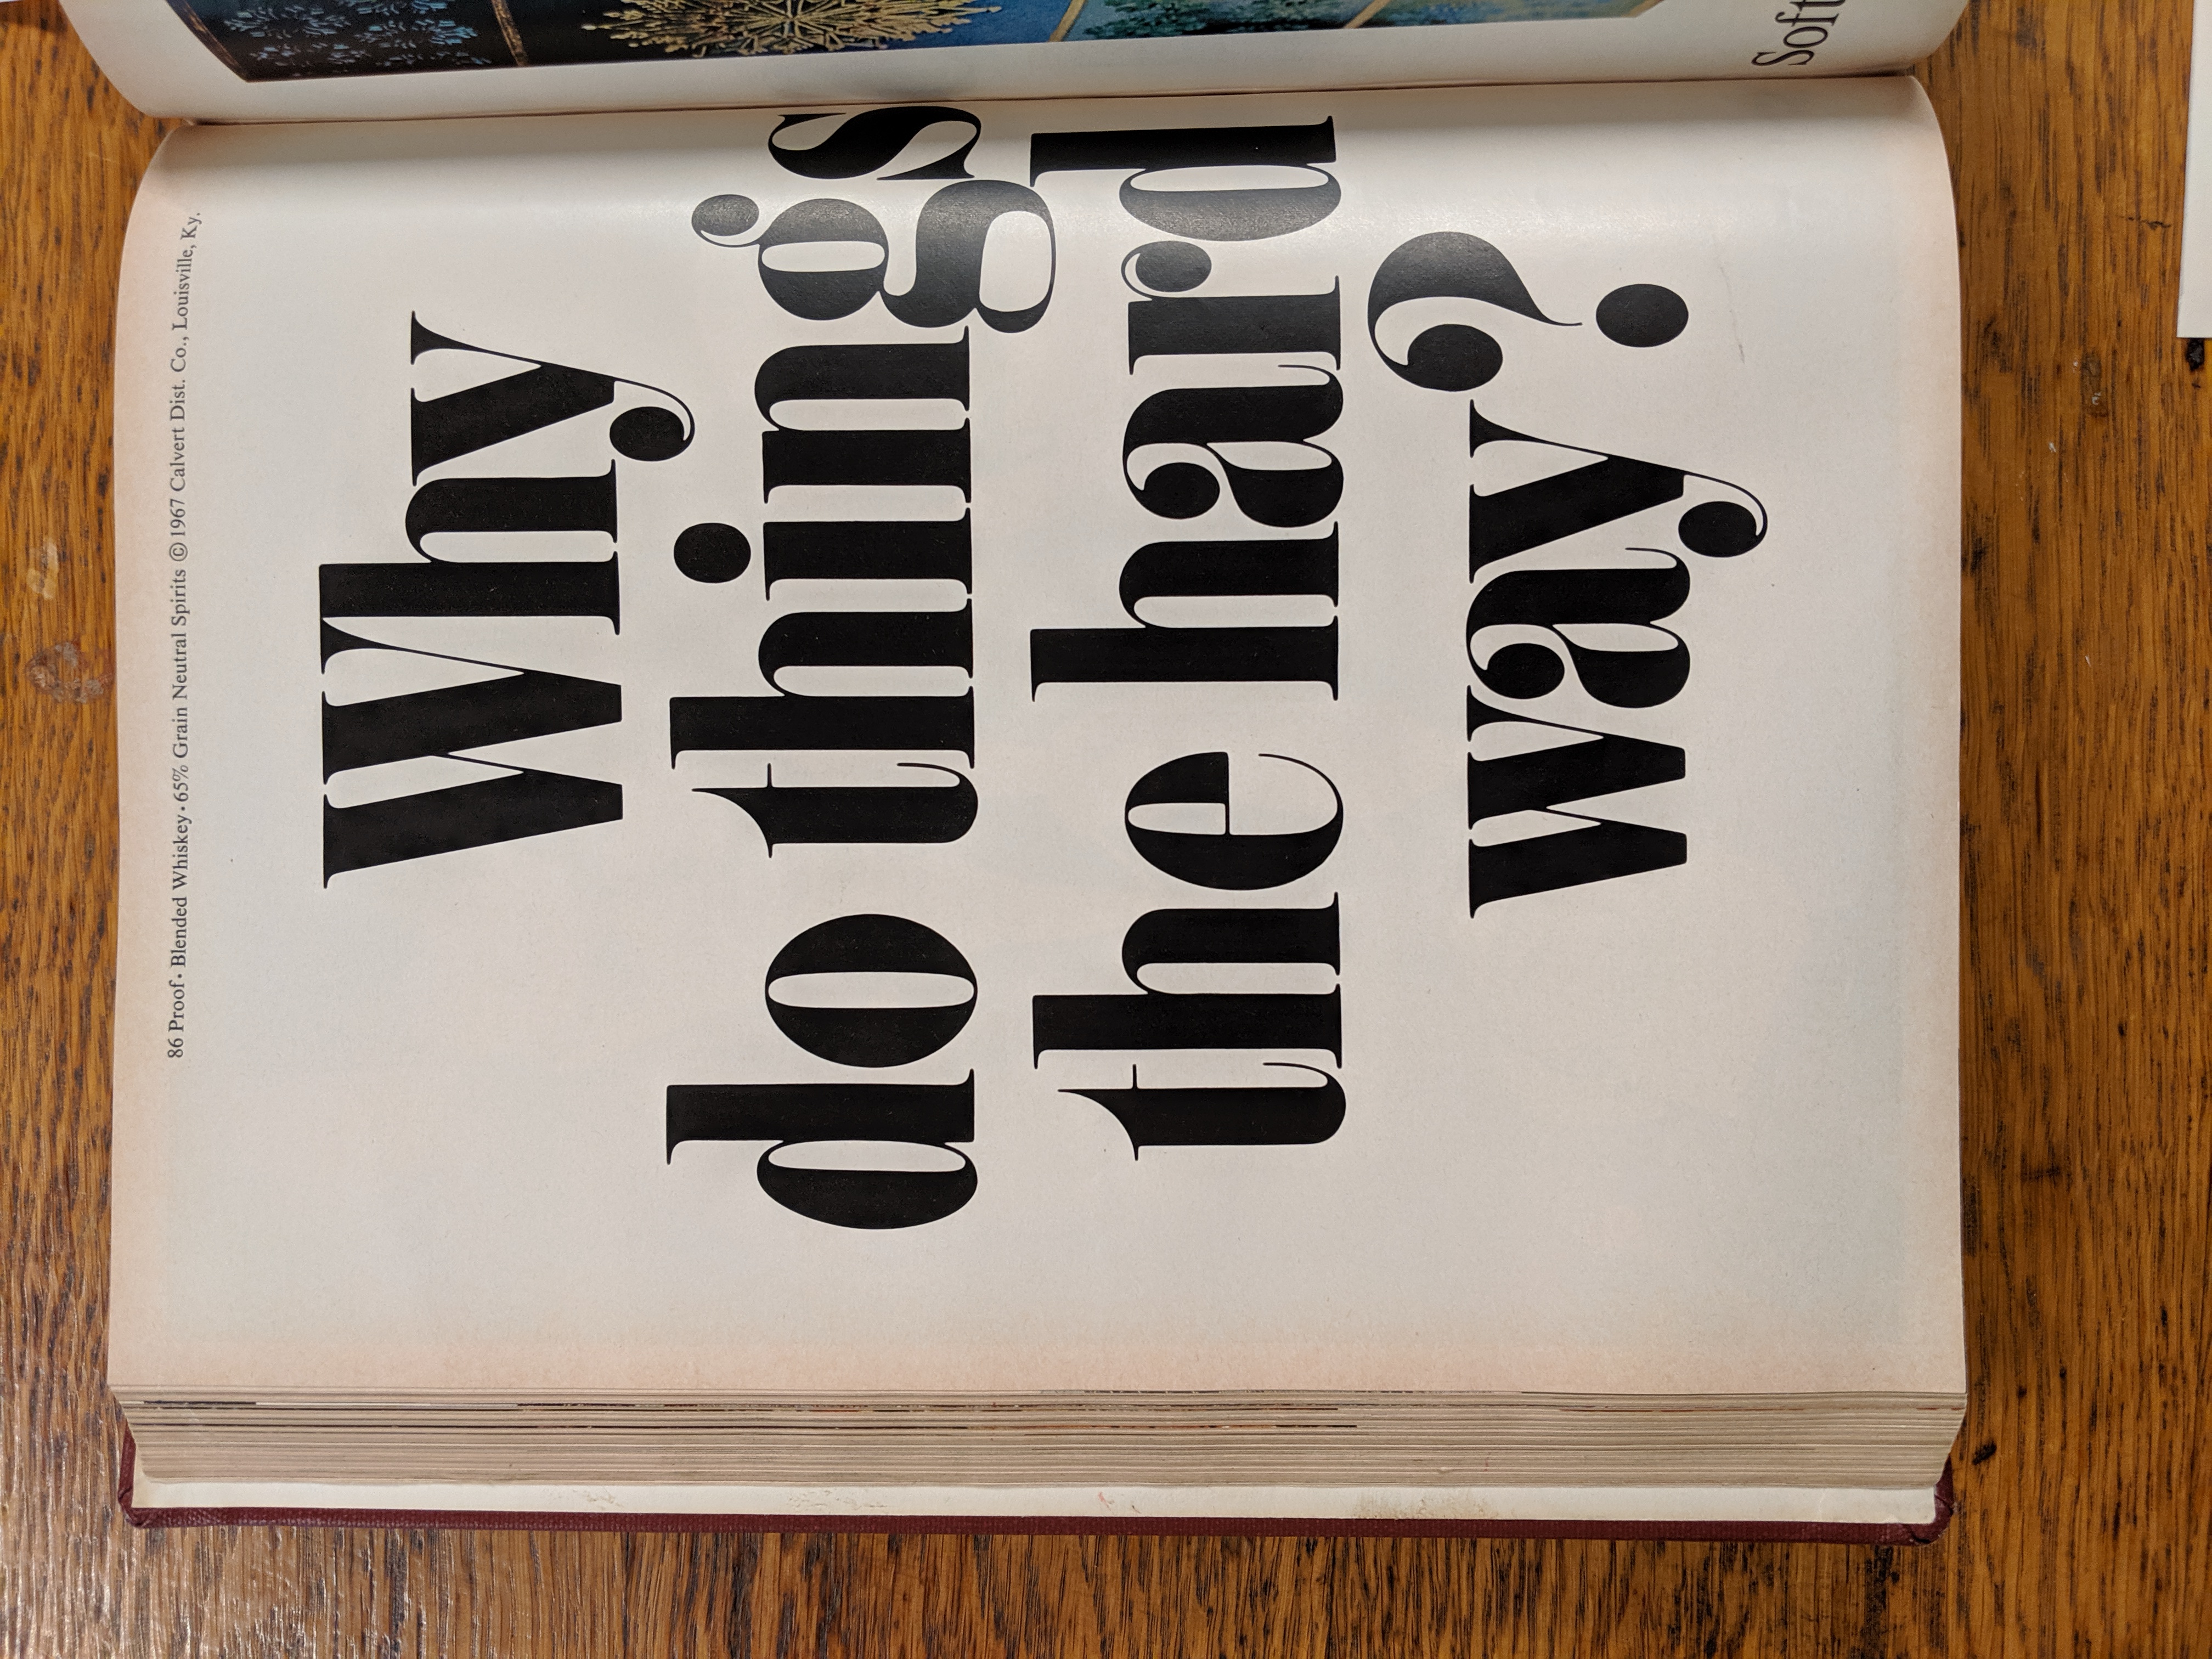 86 Proof • Blended Whiskey • 65% Grain Neutral Spirits © 1967 Calvert Dist. Co., Louisville, Ky.
Why
do things
the hard
way?
Soft